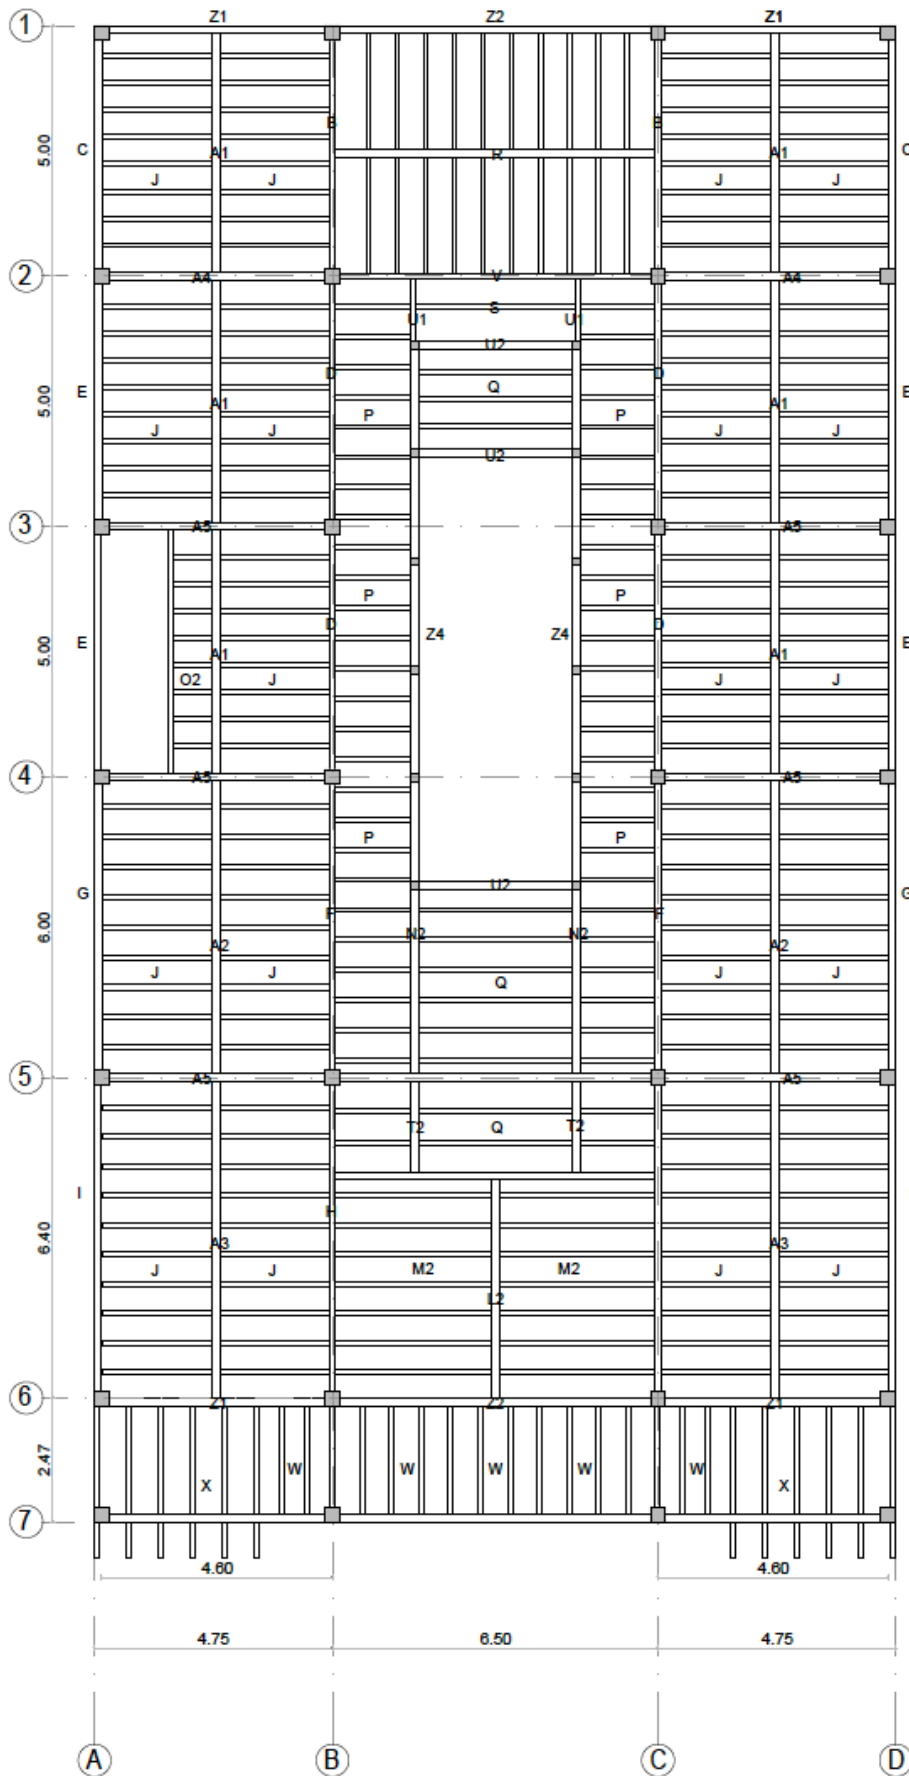 Z1 Z2 Z1
1
B B
5.00 C A1 R A1 C
J J J J
2 A4 V A4
S
U1 U1
U2
D D
E Q E
5.00 A1 A1
P P
J J J J
U2
3 A5 A5
P P
D Z4 Z4 D
5.00 E A1 A1 E
O2 J J J
4 A5 A5
P P
U2
G G
F F
6.00 A2 N2 N2 A2
J J Q J J
5 A5 A5
T2 Q T2
I
H
6.40 A3 A3
J J M2 M2 J J
L2
6 Z1 Z2 Z1
2.47 W W W W W
X X
7
4.60 4.60
4.75 6.50 4.75
A B C D